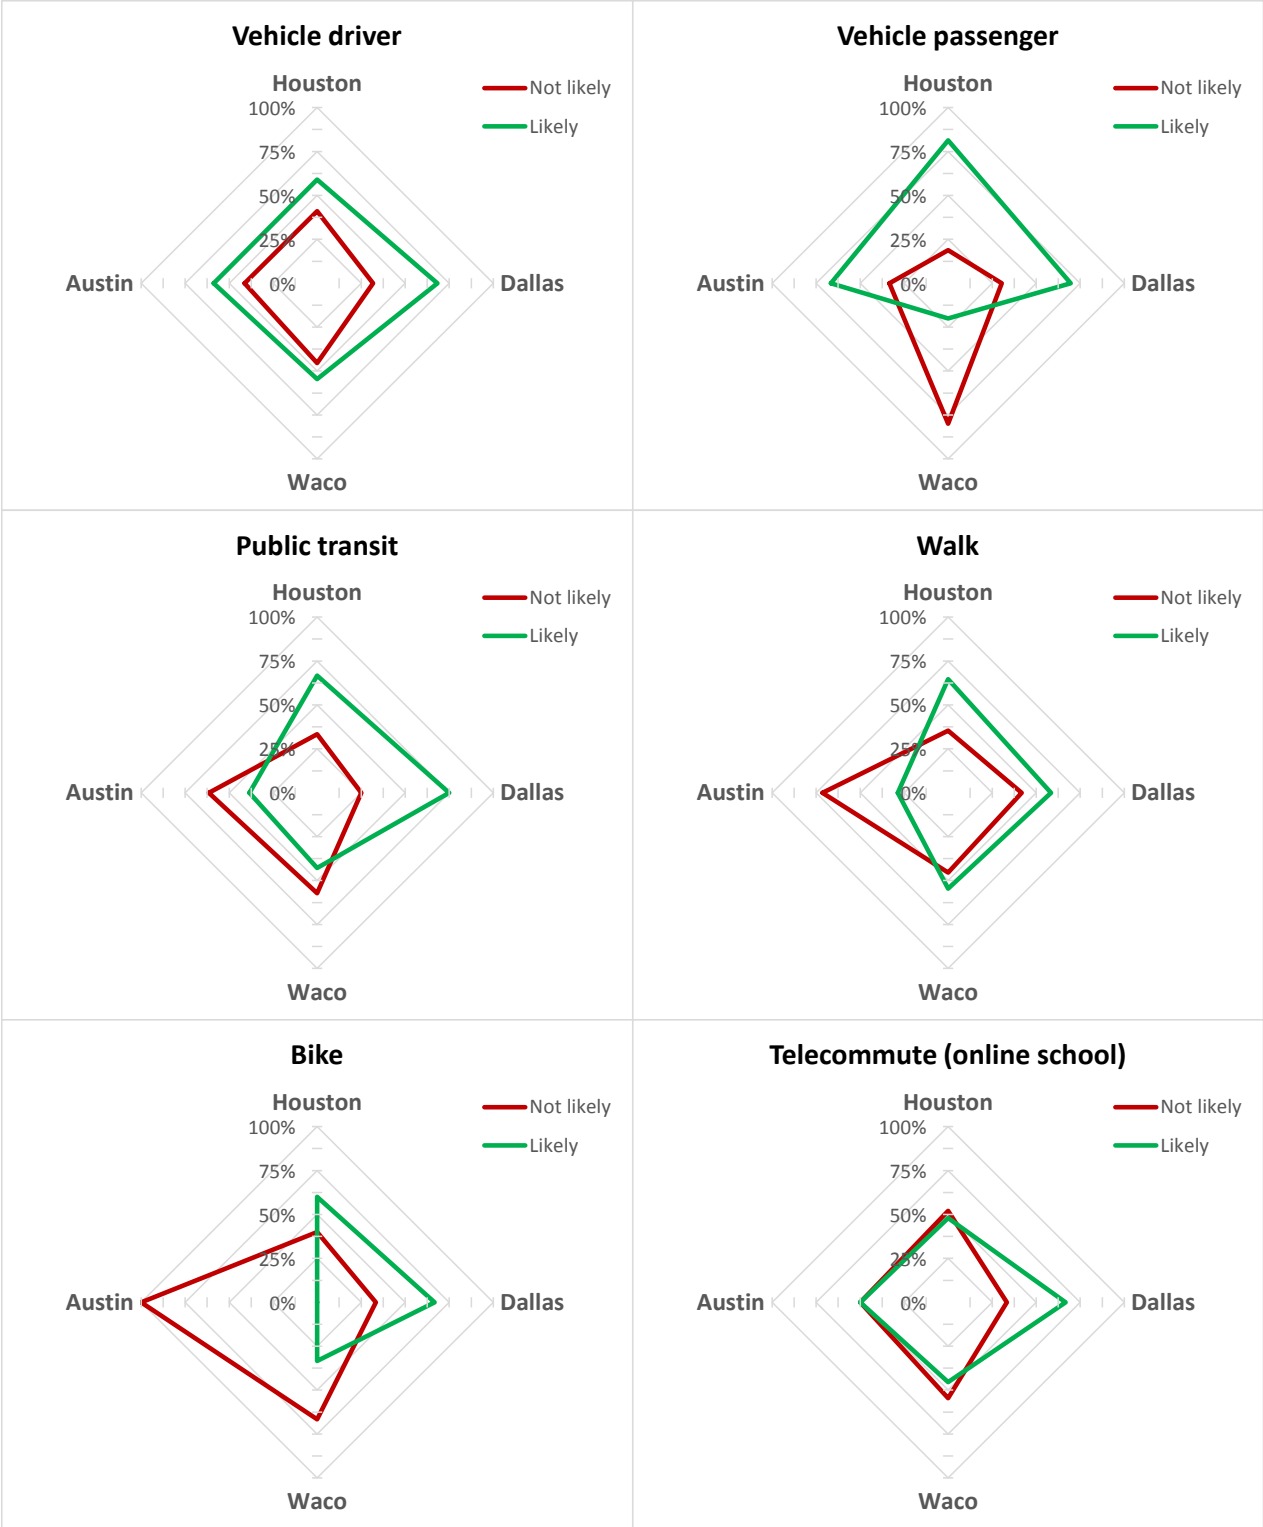 Vehicle driver
Houston
Not likely
Likely
100%
75%
50%
25%
0%
Austin
Dallas
Waco
Vehicle passenger
Houston
Not likely
Likely
100%
75%
50%
25%
0%
Austin
Dallas
Waco
Public transit
Houston
Not likely
Likely
100%
75%
50%
25%
0%
Austin
Dallas
Waco
Walk
Houston
Not likely
Likely
100%
75%
50%
25%
0%
Austin
Dallas
Waco
Bike
Houston
Not likely
Likely
100%
75%
50%
25%
0%
Austin
Dallas
Waco
Telecommute (online school)
Houston
Not likely
Likely
100%
75%
50%
25%
0%
Austin
Dallas
Waco